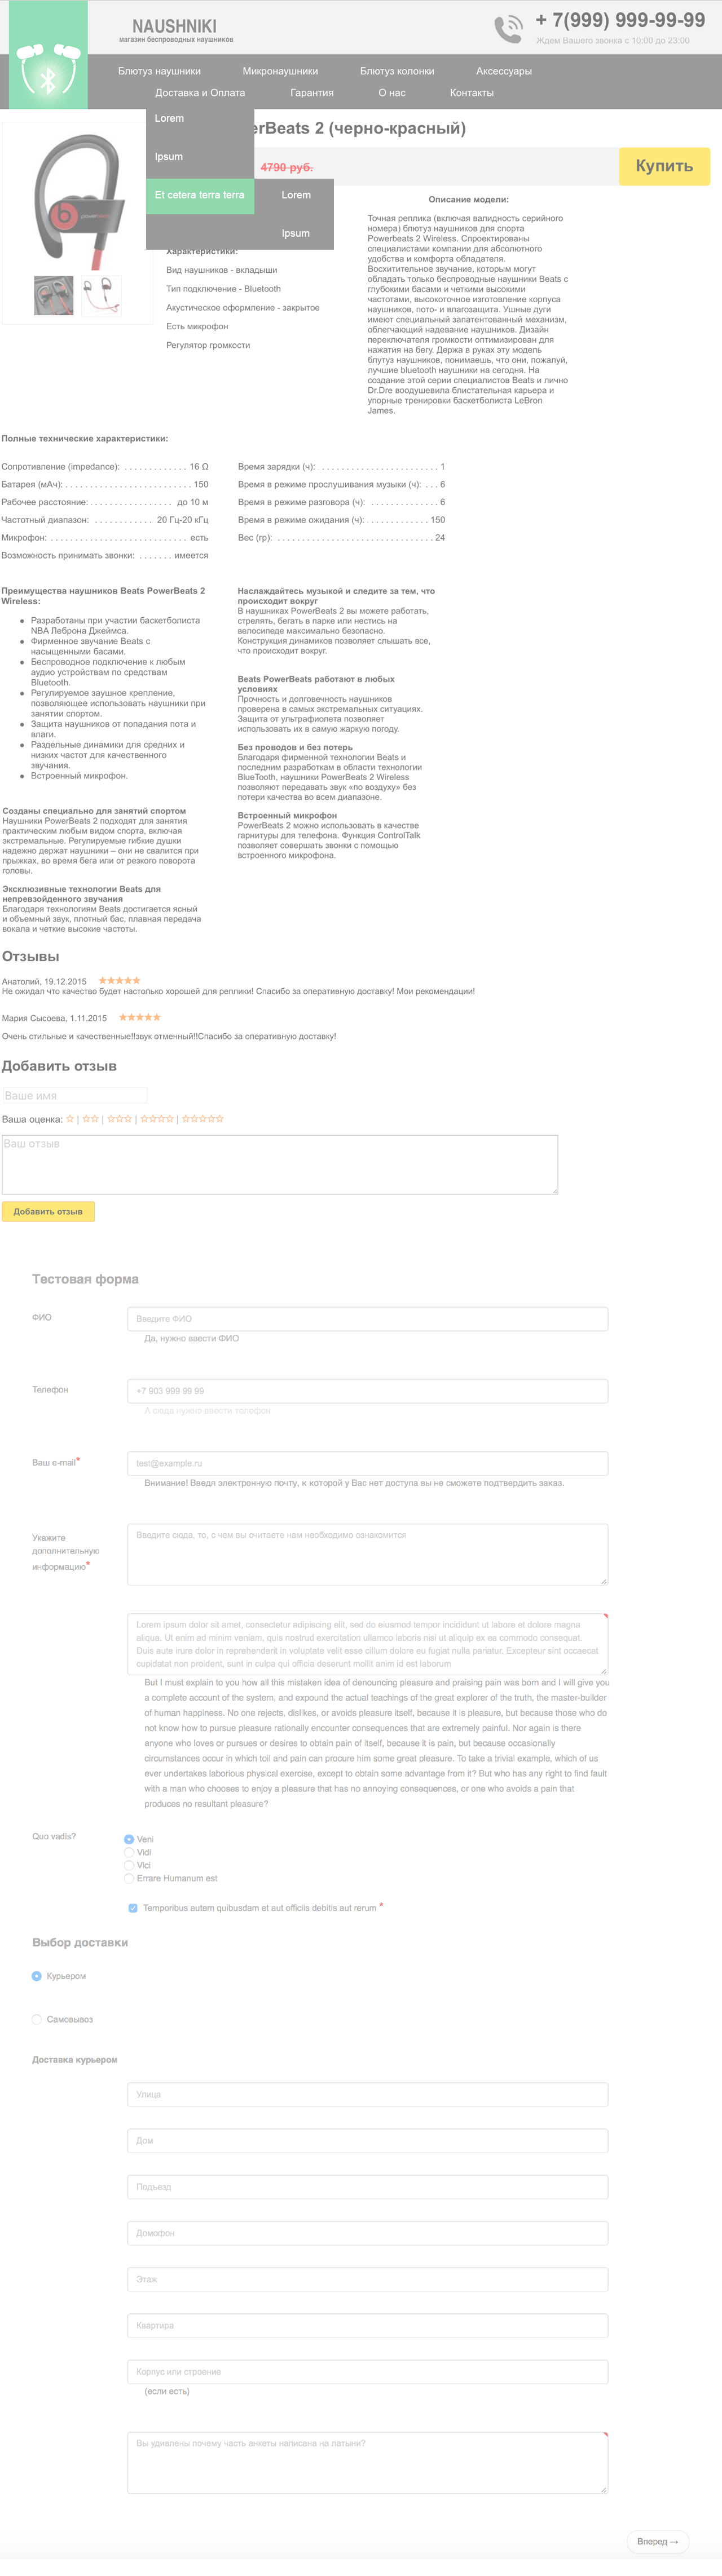 NAUSHNIKI
магазин беспроводных наушников
+ 7(999) 999-99-99
Ждем Вашего звонка с 10:00 до 23:00
Блютуз наушники Микронаушники Блютуз колонки Аксессуары
Доставка и Оплата Гарантия О нас Контакты
Lorem
Ipsum
Et cetera terra terra
Lorem
Ipsum
erBeats 2 (черно-красный)
4790 руб.
Купить
Характеристики:
Вид наушников - вкладыши
Тип подключение - Bluetooth
Акустическое оформление - закрытое
Есть микрофон
Регулятор громкости
Описание модели:
Точная реплика (включая валидность серийного
номера) блютуз наушников для спорта
Powerbeats 2 Wireless. Спроектированы
специалистами компании для абсолютного
удобства и комфорта обладателя.
Восхитительное звучание, которым могут
обладать только беспроводные наушники Beats с
глубокими басами и четкими высокими
частотами, высокоточное изготовление корпуса
наушников, пото- и влагозащита. Ушные дуги
имеют специальный запатентованный механизм,
облегчающий надевание наушников. Дизайн
переключателя громкости оптимизирован для
нажатия на бегу. Держа в руках эту модель
блутуз наушников, понимаешь, что они, пожалуй,
лучшие bluetooth наушники на сегодня. На
создание этой серии специалистов Beats и лично
Dr.Dre воодушевила блистательная карьера и
упорные тренировки баскетболиста LeBron
James.
Полные технические характеристики:
Сопротивление (impedance): . . . . . . . . . . . . . 16 Ω
Батарея (мАч): . . . . . . . . . . . . . . . . . . . . . . . . . . 150
Рабочее расстояние: . . . . . . . . . . . . . . . . . до 10 м
Частотный диапазон: . . . . . . . . . . . . 20 Гц-20 кГц
Микрофон: . . . . . . . . . . . . . . . . . . . . . . . . . . . . есть
Возможность принимать звонки: . . . . . . . имеется
Время зарядки (ч): . . . . . . . . . . . . . . . . . . . . . . . . 1
Время в режиме прослушивания музыки (ч): . . . 6
Время в режиме разговора (ч): . . . . . . . . . . . . . . 6
Время в режиме ожидания (ч): . . . . . . . . . . . . . 150
Вес (гр): . . . . . . . . . . . . . . . . . . . . . . . . . . . . . . . . 24
Преимущества наушников Beats PowerBeats 2
Wireless:
● Разработаны при участии баскетболиста
NBA Леброна Джеймса.
● Фирменное звучание Beats с
насыщенными басами.
● Беспроводное подключение к любым
аудио устройствам по средствам
Bluetooth.
● Регулируемое заушное крепление,
позволяющее использовать наушники при
занятии спортом.
● Защита наушников от попадания пота и
влаги.
● Раздельные динамики для средних и
низких частот для качественного
звучания.
● Встроенный микрофон.
Созданы специально для занятий спортом
Наушники PowerBeats 2 подходят для занятия
практическим любым видом спорта, включая
экстремальные. Регулируемые гибкие душки
надежно держат наушники – они не свалится при
прыжках, во время бега или от резкого поворота
головы.
Эксклюзивные технологии Beats для
непревзойденного звучания
Благодаря технологиям Beats достигается ясный
и объемный звук, плотный бас, плавная передача
вокала и четкие высокие частоты.
Наслаждайтесь музыкой и следите за тем, что
происходит вокруг
В наушниках PowerBeats 2 вы можете работать,
стрелять, бегать в парке или нестись на
велосипеде максимально безопасно.
Конструкция динамиков позволяет слышать все,
что происходит вокруг.
Beats PowerBeats работают в любых
условиях
Прочность и долговечность наушников
проверена в самых экстремальных ситуациях.
Защита от ультрафиолета позволяет
использовать их в самую жаркую погоду.
Без проводов и без потерь
Благодаря фирменной технологии Beats и
последним разработкам в области технологии
BlueTooth, наушники PowerBeats 2 Wireless
позволяют передавать звук «по воздуху» без
потери качества во всем диапазоне.
Встроенный микрофон
PowerBeats 2 можно использовать в качестве
гарнитуры для телефона. Функция ControlTalk
позволяет совершать звонки с помощью
встроенного микрофона.
Отзывы
Анатолий, 19.12.2015 ★★★★★
Не ожидал что качество будет настолько хорошей для реплики! Спасибо за оперативную доставку! Мои рекомендации!
Мария Сысоева, 1.11.2015 ★★★★★
Очень стильные и качественные!!звук отменный!!Спасибо за оперативную доставку!
Добавить отзыв
Ваше имя
Ваша оценка: ☆ | ☆☆ | ☆☆☆ | ☆☆☆☆ | ☆☆☆☆☆
Ваш отзыв
Добавить отзыв
Тестовая форма
ФИО
Введите ФИО
Да, нужно ввести ФИО
Телефон
+7 903 999 99 99
А сюда нужно ввести телефон
Ваш e-mail*
test@example.ru
Внимание! Введя электронную почту, к которой у Вас нет доступа вы не сможете подтвердить заказ.
Укажите
дополнительную
информацию*
Введите сюда, то, с чем вы считаете нам необходимо ознакомится
Lorem ipsum dolor sit amet, consectetur adipiscing elit, sed do eiusmod tempor incididunt ut labore et dolore magna
aliqua. Ut enim ad minim veniam, quis nostrud exercitation ullamco laboris nisi ut aliquip ex ea commodo consequat.
Duis aute irure dolor in reprehenderit in voluptate velit esse cillum dolore eu fugiat nulla pariatur. Excepteur sint occaecat
cupidatat non proident, sunt in culpa qui officia deserunt mollit anim id est laborum
But I must explain to you how all this mistaken idea of denouncing pleasure and praising pain was born and I will give you
a complete account of the system, and expound the actual teachings of the great explorer of the truth, the master-builder
of human happiness. No one rejects, dislikes, or avoids pleasure itself, because it is pleasure, but because those who do
not know how to pursue pleasure rationally encounter consequences that are extremely painful. Nor again is there
anyone who loves or pursues or desires to obtain pain of itself, because it is pain, but because occasionally
circumstances occur in which toil and pain can procure him some great pleasure. To take a trivial example, which of us
ever undertakes laborious physical exercise, except to obtain some advantage from it? But who has any right to find fault
with a man who chooses to enjoy a pleasure that has no annoying consequences, or one who avoids a pain that
produces no resultant pleasure?
Quo vadis?
Veni
Vidi
Vici
Errare Humanum est
Temporibus autem quibusdam et aut officiis debitis aut rerum *
Выбор доставки
Курьером
Самовывоз
Доставка курьером
Улица
Дом
Подъезд
Домофон
Этаж
Квартира
Корпус или строение
(если есть)
Вы удивлены почему часть анкеты написана на латыни?
Вперед →